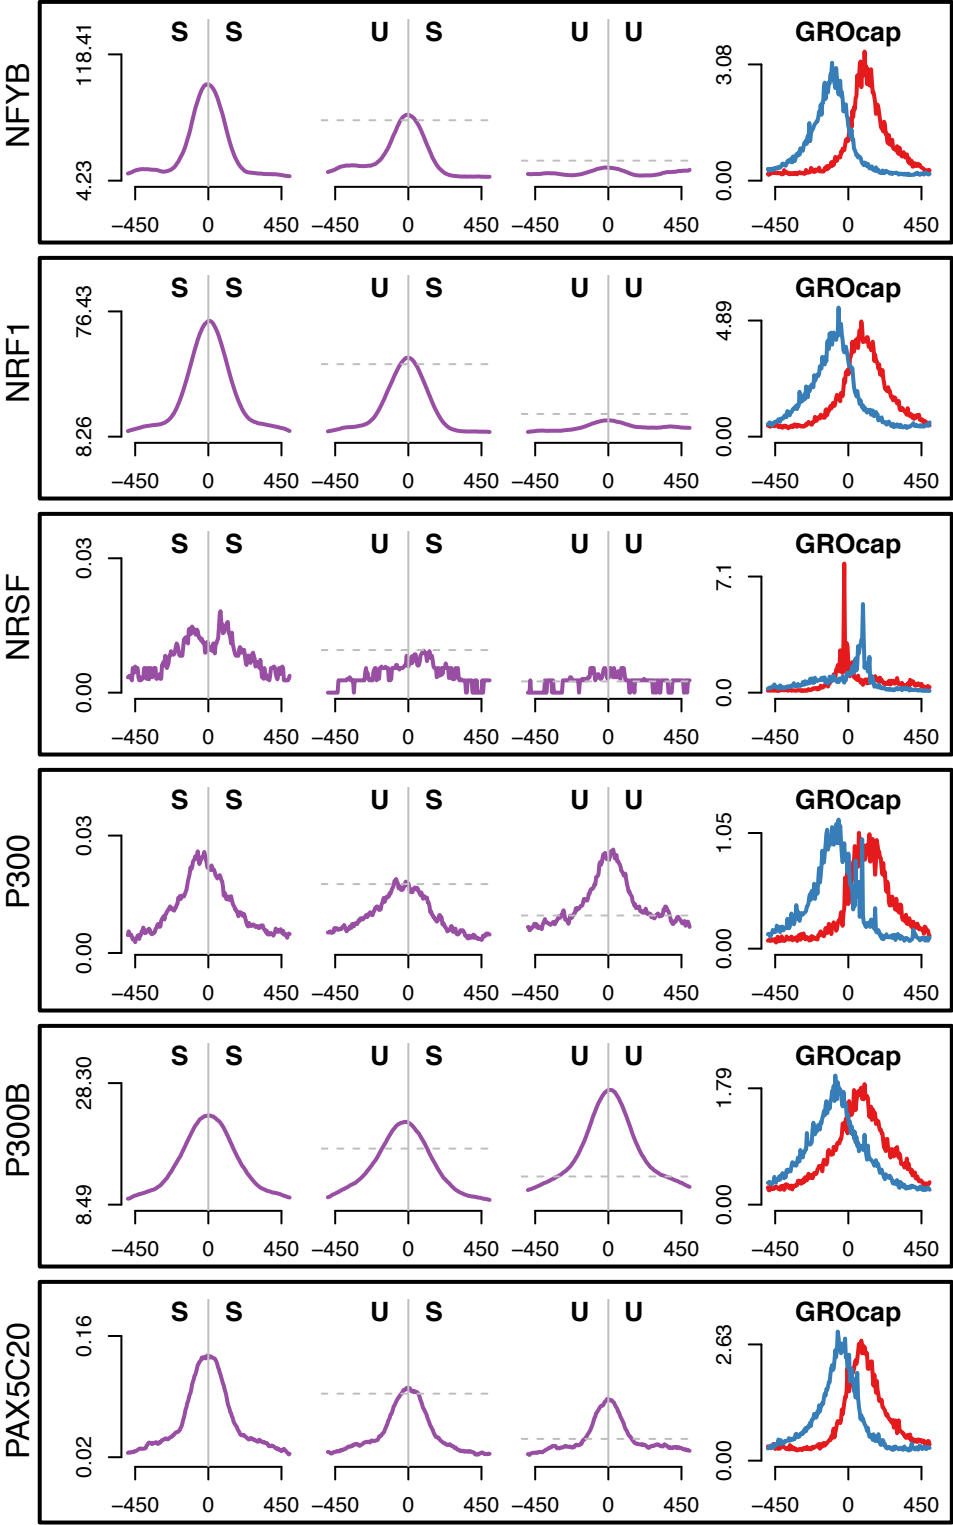 NFYB
S S U S U U GROcap
118.41 3.08
4.23 0.00
−450 0 450 −450 0 450 −450 0 450 −450 0 450
NRF1
S S U S U U GROcap
76.43 4.89
8.26 0.00
−450 0 450 −450 0 450 −450 0 450 −450 0 450
NRSF
S S U S U U GROcap
0.03 7.1
0.00 0.0
−450 0 450 −450 0 450 −450 0 450 −450 0 450
P300
S S U S U U GROcap
0.03 1.05
0.00 0.00
−450 0 450 −450 0 450 −450 0 450 −450 0 450
P300B
S S U S U U GROcap
28.30 1.79
8.49 0.00
−450 0 450 −450 0 450 −450 0 450 −450 0 450
PAX5C20
S S U S U U GROcap
0.16 2.63
0.02 0.00
−450 0 450 −450 0 450 −450 0 450 −450 0 450